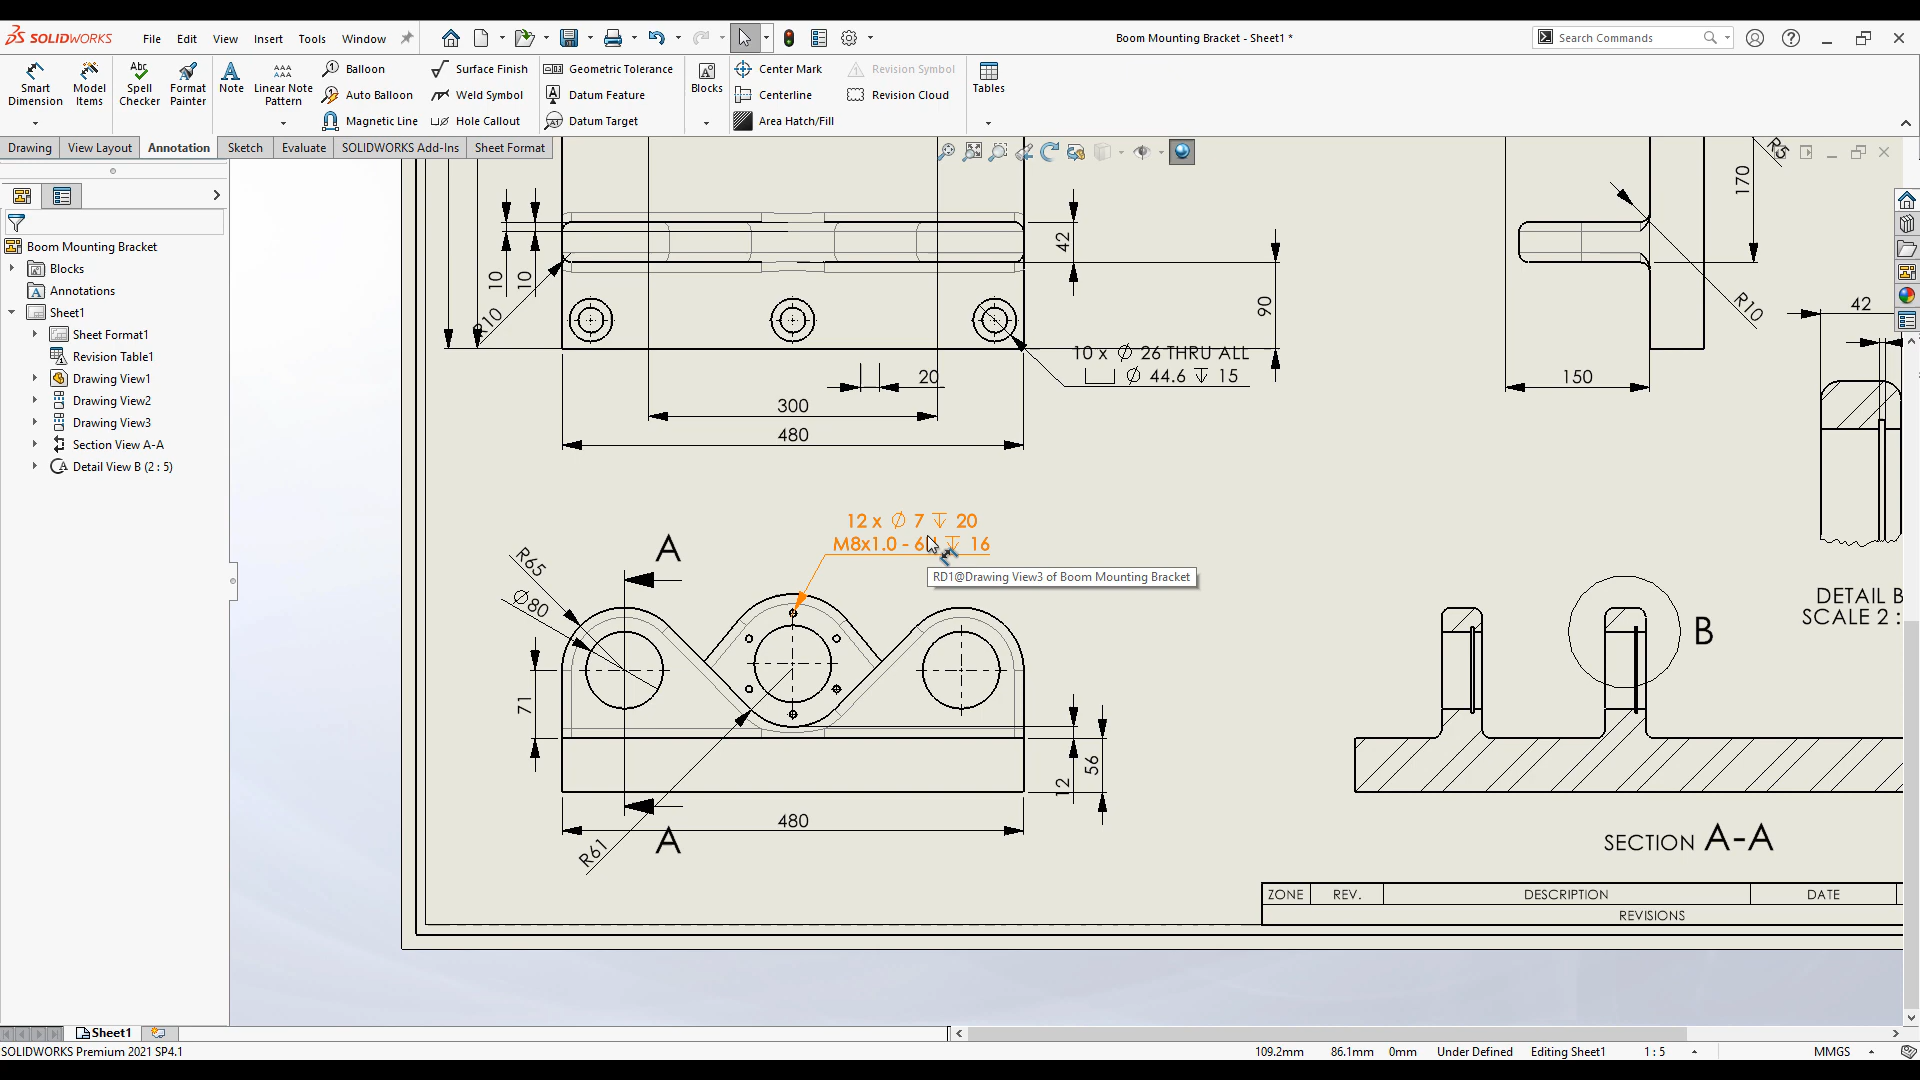 SOLIDWORKS
File Edit View Insert Tools Window
Boom Mounting Bracket - Sheet1 *
Search Commands
Smart Dimension
Model Items
Spell Checker
Format Painter
Note
Linear Note Pattern
Balloon
Auto Balloon
Magnetic Line
Surface Finish
Weld Symbol
Hole Callout
Geometric Tolerance
Datum Feature
Datum Target
Blocks
Center Mark
Centerline
Area Hatch/Fill
Revision Symbol
Revision Cloud
Tables
Drawing View Layout Annotation Sketch Evaluate SOLIDWORKS Add-Ins Sheet Format
Boom Mounting Bracket
Blocks
Annotations
Sheet1
Sheet Format1
Revision Table1
Drawing View1
Drawing View2
Drawing View3
Section View A-A
Detail View B (2 : 5)
10
10
R10
42
90
10 x ∅ 26 THRU ALL
⌴ ∅ 44.6 ↧ 15
20
300
480
R5
170
R10
150
42
12 x ∅ 7 ↧ 20
M8x1.0 - 6 ↧ 16
RD1@Drawing View3 of Boom Mounting Bracket
A
R65
∅80
71
12
56
480
R61
A
B
DETAIL B
SCALE 2 :
SECTION A-A
ZONE REV. DESCRIPTION DATE
REVISIONS
Sheet1
SOLIDWORKS Premium 2021 SP4.1
109.2mm 86.1mm 0mm Under Defined Editing Sheet1 1 : 5 MMGS